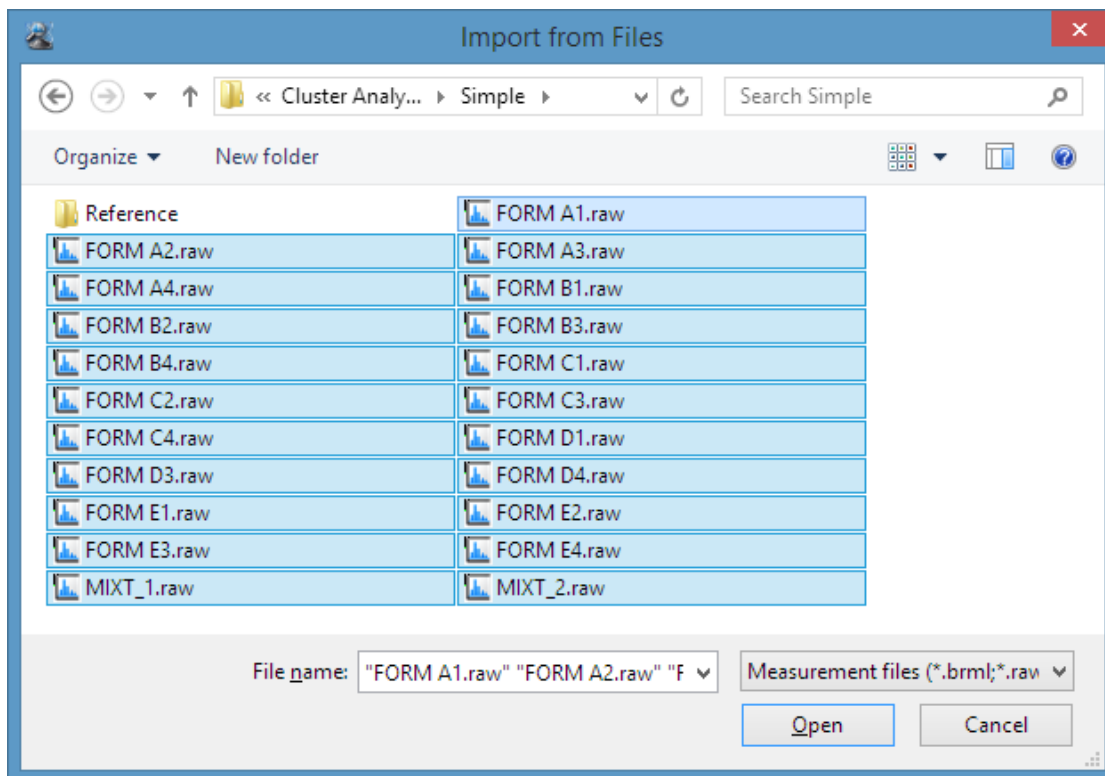 Import from Files
« Cluster Analy... Simple
Search Simple
Organize New folder
Reference FORM A1.raw
FORM A2.raw FORM A3.raw
FORM A4.raw FORM B1.raw
FORM B2.raw FORM B3.raw
FORM B4.raw FORM C1.raw
FORM C2.raw FORM C3.raw
FORM C4.raw FORM D1.raw
FORM D3.raw FORM D4.raw
FORM E1.raw FORM E2.raw
FORM E3.raw FORM E4.raw
MIXT_1.raw MIXT_2.raw
File name: "FORM A1.raw" "FORM A2.raw" "F Measurement files (*.brml;*.raw
Open Cancel